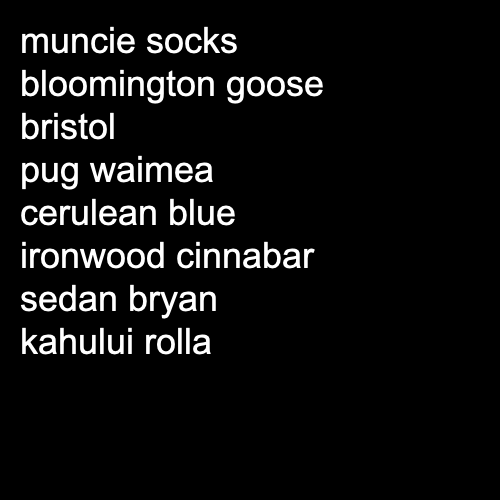 muncie socks
bloomington goose
bristol
pug waimea
cerulean blue
ironwood cinnabar
sedan bryan
kahului rolla